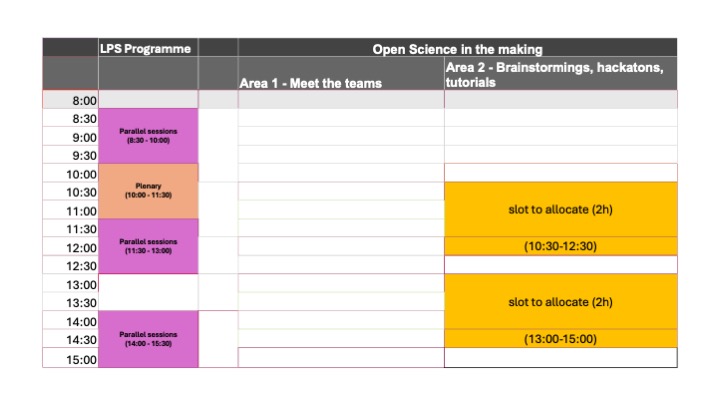 LPS Programme
Open Science in the making
Area 1 - Meet the teams
Area 2 - Brainstormings, hackatons,
tutorials
8:00
8:30
Parallel sessions
(8:30 - 10:00)
9:00
9:30
10:00
Plenary
(10:00 - 11:30)
10:30
slot to allocate (2h)
11:00
11:30
Parallel sessions
(11:30 - 13:00)
12:00
(10:30-12:30)
12:30
13:00
13:30
slot to allocate (2h)
14:00
Parallel sessions
(14:00 - 15:30)
14:30
(13:00-15:00)
15:00